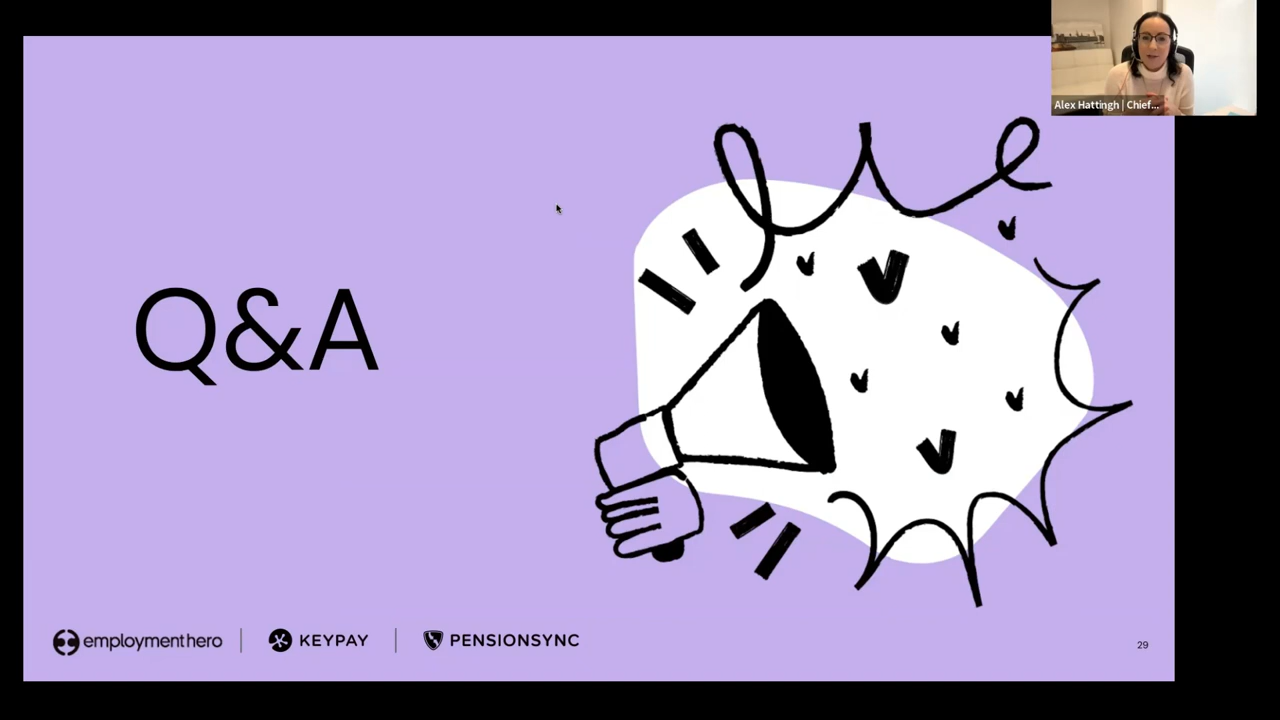 Alex Hattingh | Chief...
Q&A
employmenthero
KEYPAY
PENSIONSYNC
29